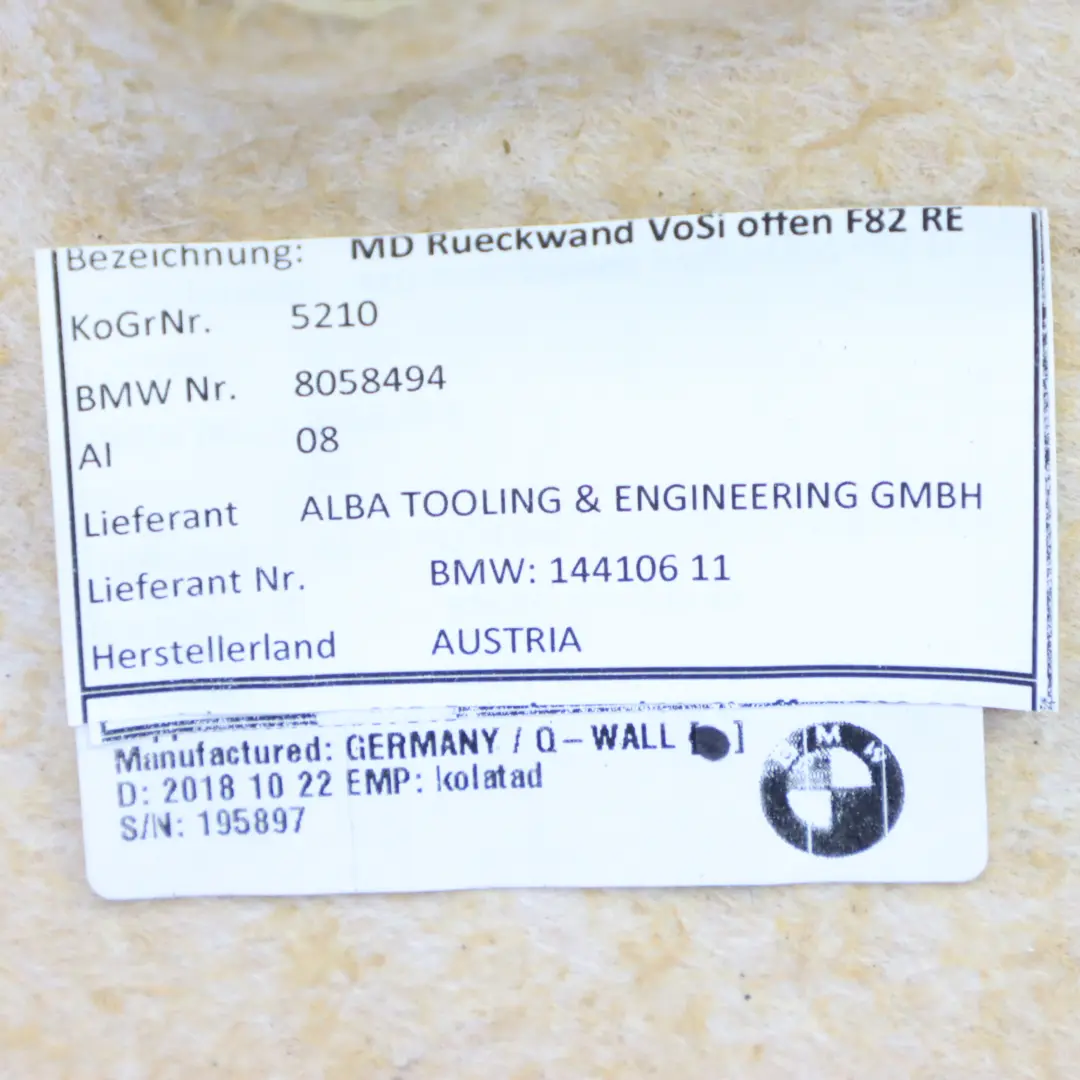 Bezeichnung: MD Rueckwand VoSi offen F82 RE
KoGrNr. 5210
BMW Nr. 8058494
AI 08
Lieferant ALBA TOOLING & ENGINEERING GMBH
Lieferant Nr. BMW: 144106 11
Herstellerland AUSTRIA
Manufactured: GERMANY / Q-WALL [ ]
D: 2018 10 22 EMP: kolatad
S/N: 195897
BMW